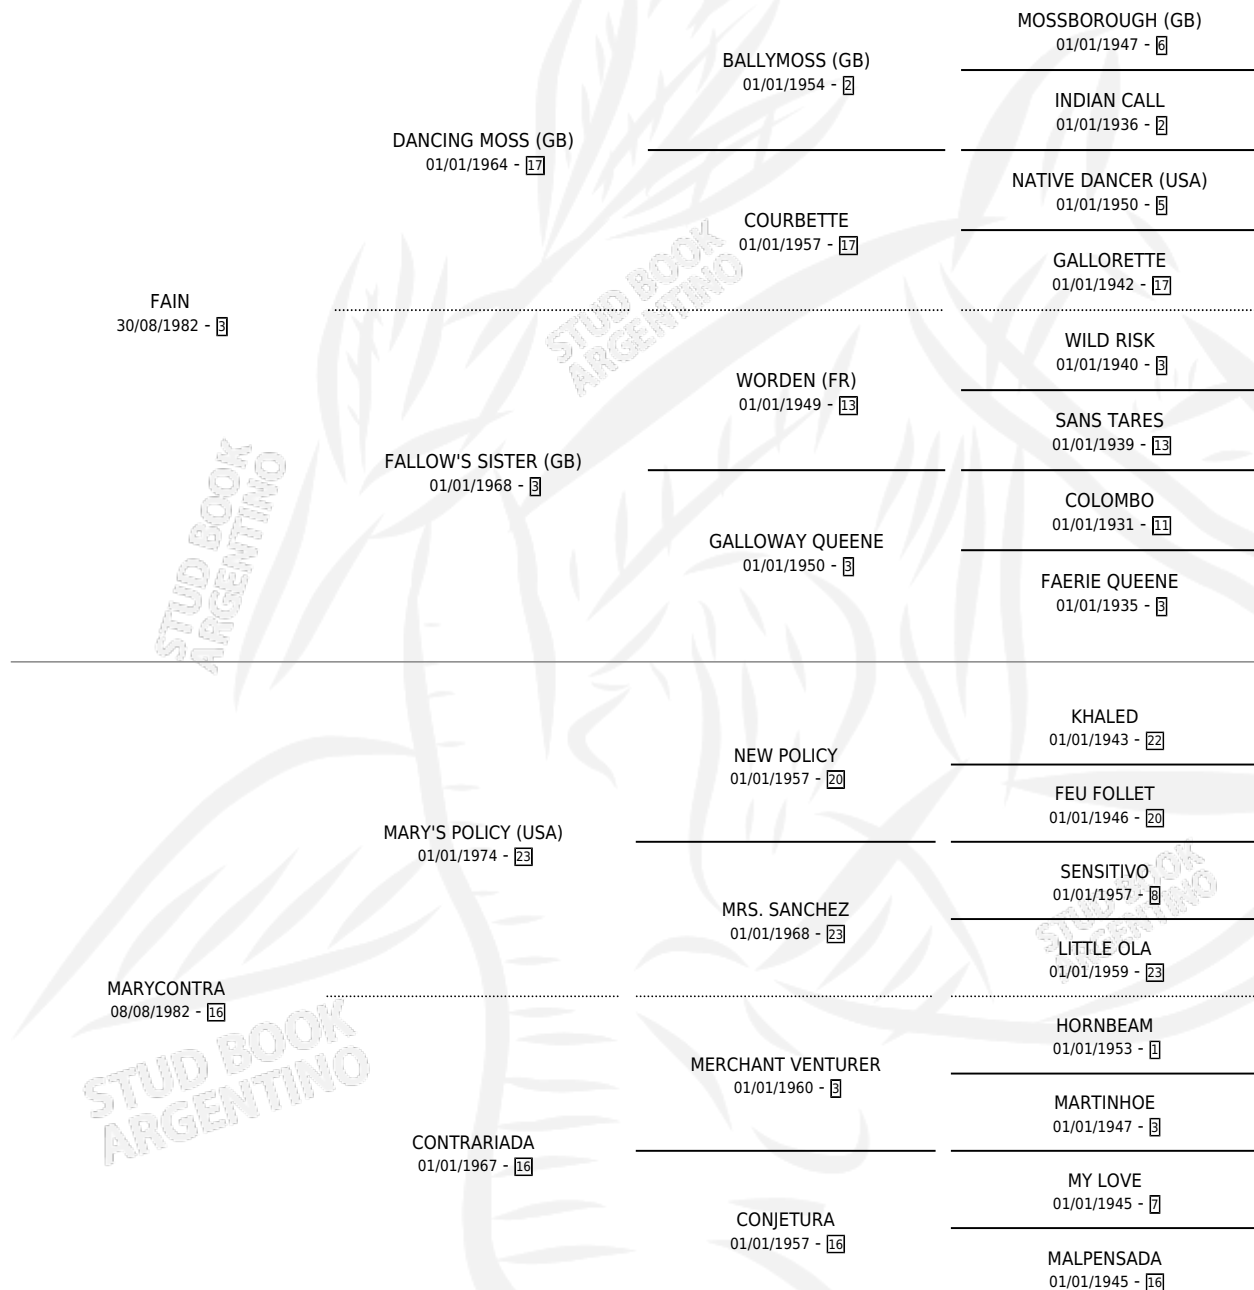 MOSSBOROUGH (GB)
01/01/1947 - 6
BALLYMOSS (GB)
01/01/1954 - 2
INDIAN CALL
01/01/1936 - 2
DANCING MOSS (GB)
01/01/1964 - 17
NATIVE DANCER (USA)
01/01/1950 - 5
COURBETTE
01/01/1957 - 17
GALLORETTE
01/01/1942 - 17
FAIN
30/08/1982 - 3
WILD RISK
01/01/1940 - 3
WORDEN (FR)
01/01/1949 - 13
SANS TARES
01/01/1939 - 13
FALLOW'S SISTER (GB)
01/01/1968 - 3
COLOMBO
01/01/1931 - 11
GALLOWAY QUEENE
01/01/1950 - 3
FAERIE QUEENE
01/01/1935 - 3
STUD BOOK
ARGENTINO
STUD BOOK
ARGENTINO
KHALED
01/01/1943 - 22
NEW POLICY
01/01/1957 - 20
FEU FOLLET
01/01/1946 - 20
MARY'S POLICY (USA)
01/01/1974 - 23
SENSITIVO
01/01/1957 - 8
MRS. SANCHEZ
01/01/1968 - 23
LITTLE OLA
01/01/1959 - 23
STUD BOOK
ARGENTINO
MARYCONTRA
08/08/1982 - 16
HORNBEAM
01/01/1953 - 1
MERCHANT VENTURER
01/01/1960 - 3
MARTINHOE
01/01/1947 - 3
CONTRARIADA
01/01/1967 - 16
MY LOVE
01/01/1945 - 7
CONJETURA
01/01/1957 - 16
MALPENSADA
01/01/1945 - 16
STUD BOOK
ARGENTINO